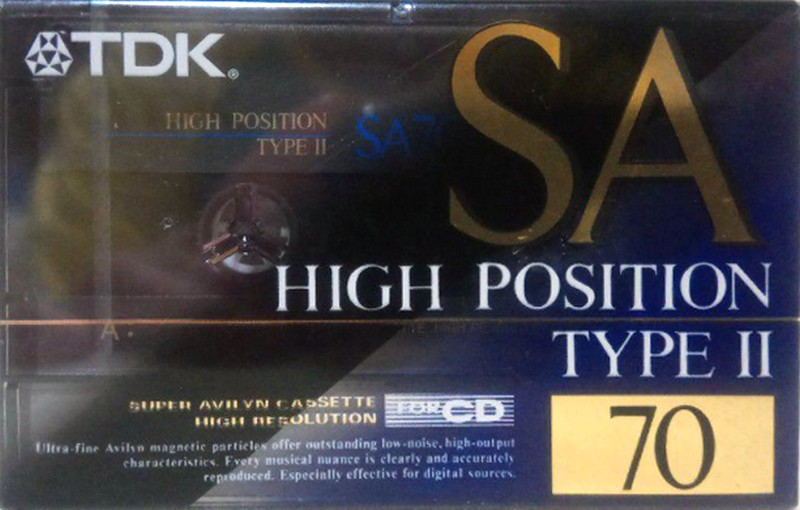 TDK®
SA
HIGH POSITION
TYPE II
SA 70
HIGH POSITION
TYPE II
A
SUPER AVILYN CASSETTE
HIGH RESOLUTION
FOR CD
70
Ultra-fine Avilyn magnetic particles offer outstanding low-noise, high-output
characteristics. Every musical nuance is clearly and accurately
reproduced. Especially effective for digital sources.